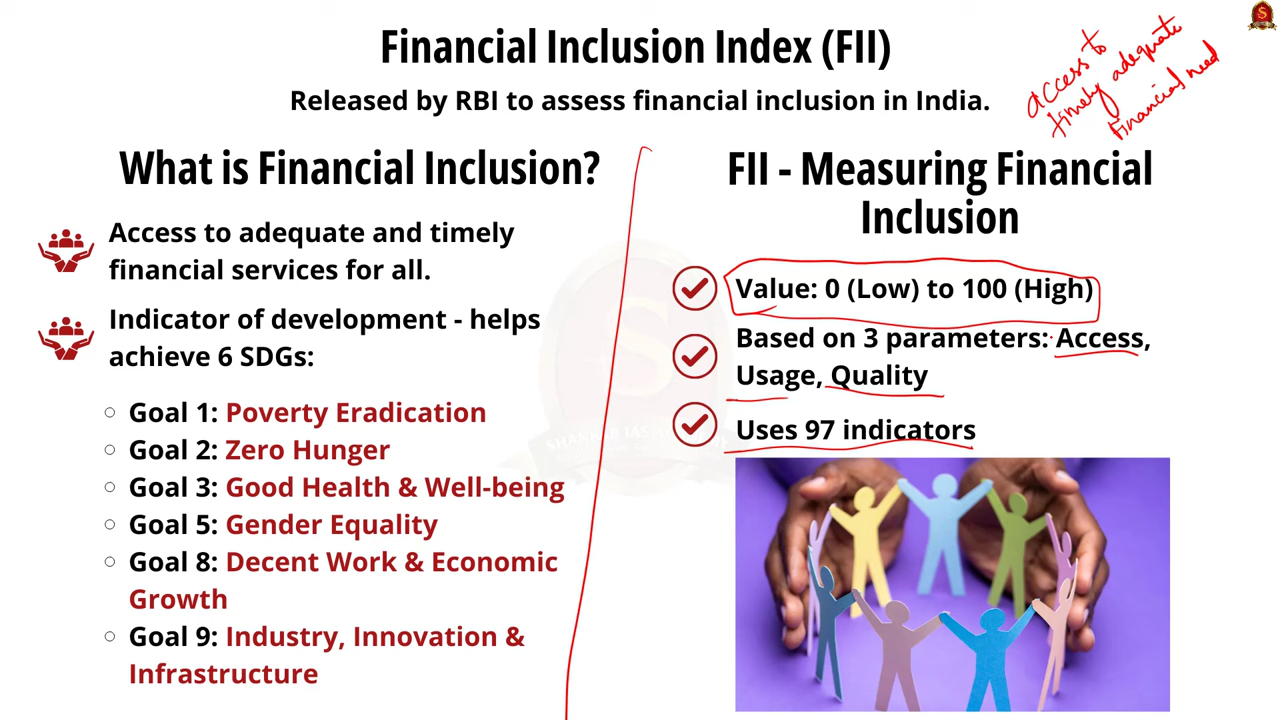 Financial Inclusion Index (FII)
Released by RBI to assess financial inclusion in India.
Access to
timely adequate
Financial need
What is Financial Inclusion?
Access to adequate and timely
financial services for all.
Indicator of development - helps
achieve 6 SDGs:
Goal 1: Poverty Eradication
Goal 2: Zero Hunger
Goal 3: Good Health & Well-being
Goal 5: Gender Equality
Goal 8: Decent Work & Economic
Growth
Goal 9: Industry, Innovation &
Infrastructure
FII - Measuring Financial
Inclusion
Value: 0 (Low) to 100 (High)
Based on 3 parameters: Access,
Usage, Quality
Uses 97 indicators
S